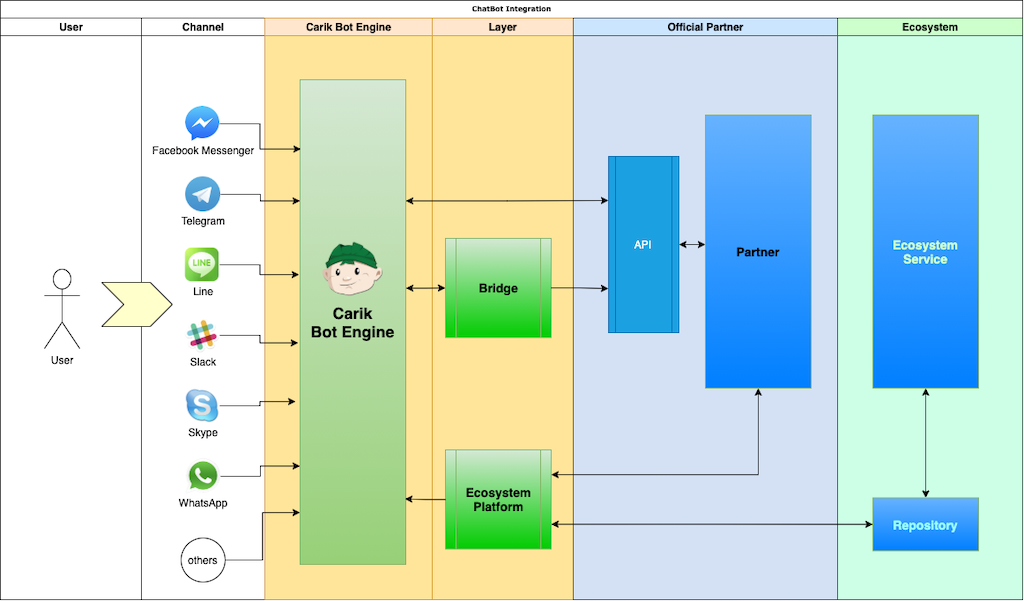 ChatBot Integration
User
Channel
Carik Bot Engine
Layer
Official Partner
Ecosystem
Facebook Messenger
Telegram
LINE
Line
Slack
S
Skype
WhatsApp
others
User
Carik
Bot Engine
Bridge
Ecosystem
Platform
API
Partner
Ecosystem
Service
Repository